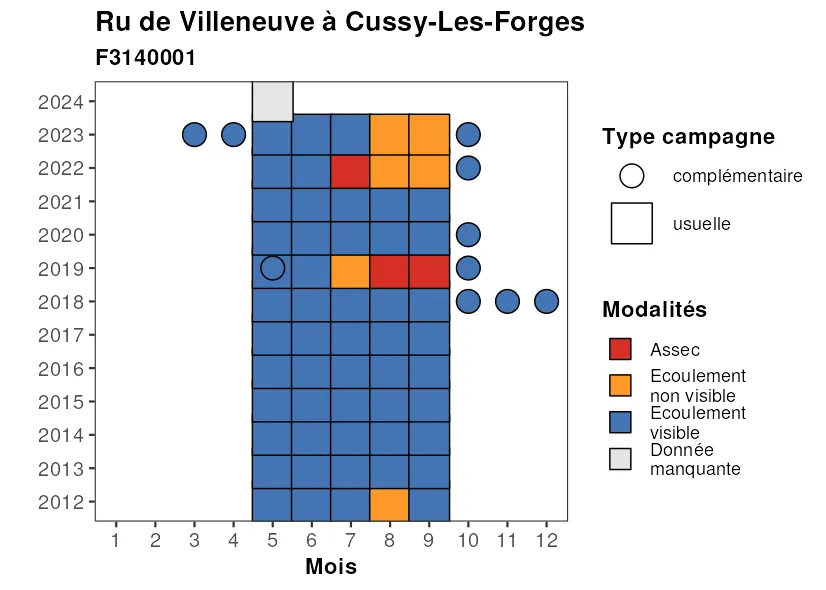 Ru de Villeneuve à Cussy-Les-Forges
F3140001
2024
2023
2022
2021
2020
2019
2018
2017
2016
2015
2014
2013
2012
1 2 3 4 5 6 7 8 9 10 11 12
Mois
Type campagne
complémentaire
usuelle
Modalités
Assec
Ecoulement
non visible
Ecoulement
visible
Donnée
manquante